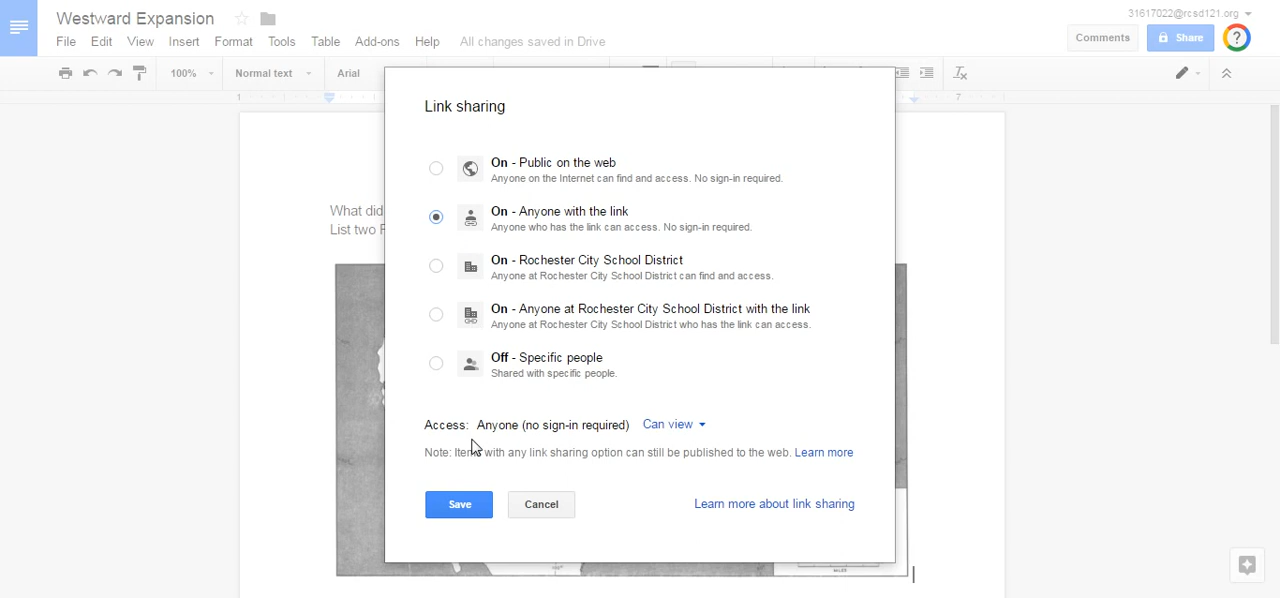 Westward Expansion
31617022@rcsd121.org
File Edit View Insert Format Tools Table Add-ons Help All changes saved in Drive
Comments Share ?
100% Normal text Arial
1 7
Link sharing
On - Public on the web
Anyone on the Internet can find and access. No sign-in required.
On - Anyone with the link
Anyone who has the link can access. No sign-in required.
On - Rochester City School District
Anyone at Rochester City School District can find and access.
On - Anyone at Rochester City School District with the link
Anyone at Rochester City School District who has the link can access.
Off - Specific people
Shared with specific people.
Access: Anyone (no sign-in required) Can view
Note: Items with any link sharing option can still be published to the web. Learn more
Save Cancel Learn more about link sharing
What did
List two